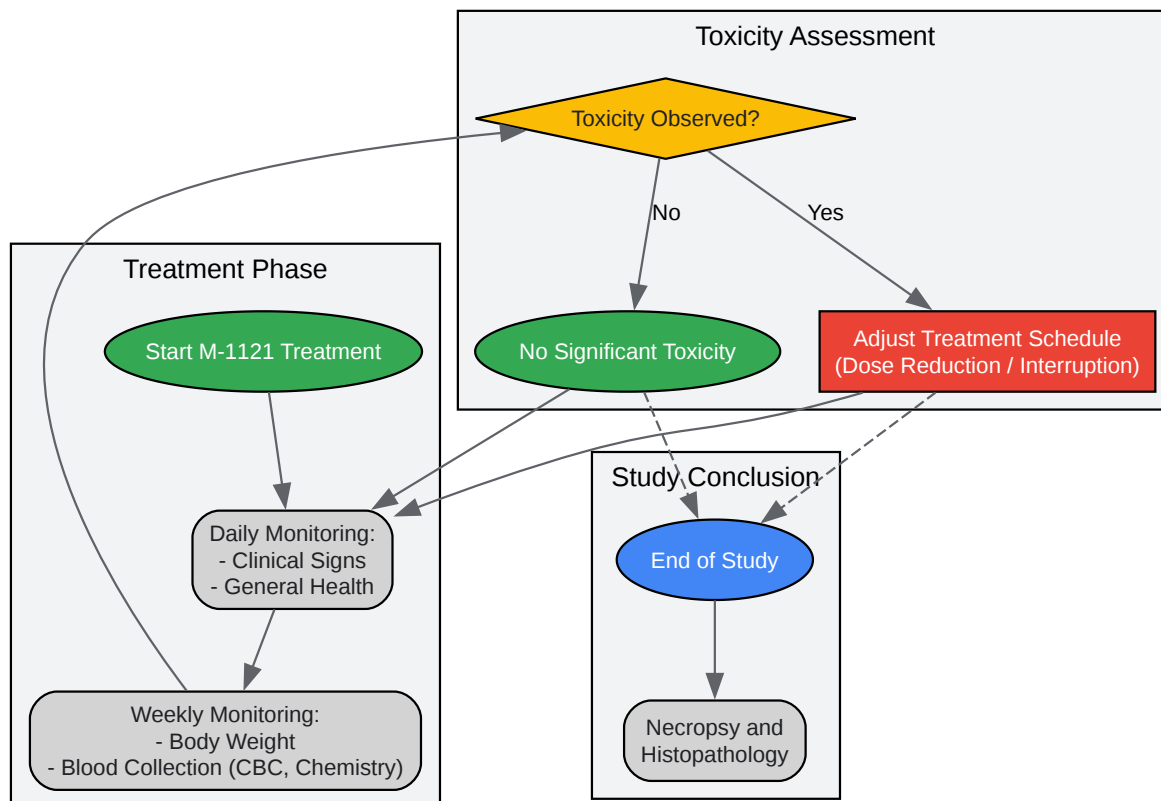 Toxicity Assessment
Toxicity Observed?
No
Yes
No Significant Toxicity
Adjust Treatment Schedule
(Dose Reduction / Interruption)
Treatment Phase
Start M-1121 Treatment
Daily Monitoring:
- Clinical Signs
- General Health
Weekly Monitoring:
- Body Weight
- Blood Collection (CBC, Chemistry)
Study Conclusion
End of Study
Necropsy and
Histopathology